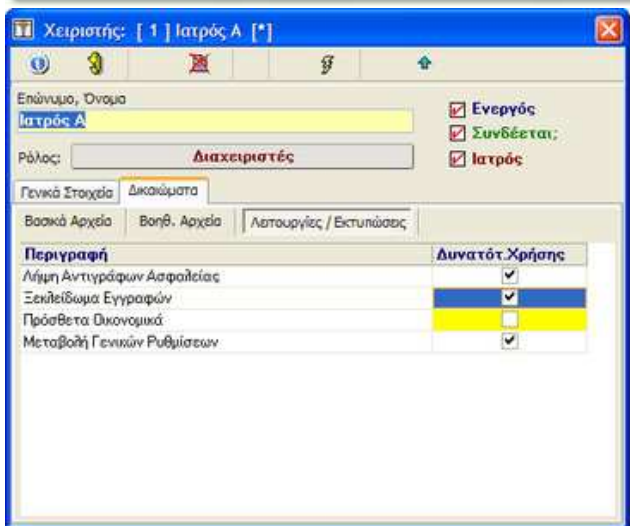 Χειριστής: [ 1 ] Ιατρός Α [*]
Επώνυμο, Όνομα
Ιατρός Α
Ενεργός
Συνδέεται;
Ρόλος: Διαχειριστές
Ιατρός
Γενικά Στοιχεία Δικαιώματα
Βασικά Αρχεία Βοηθ. Αρχεία Λειτουργίες / Εκτυπώσεις
Περιγραφή Δυνατότ.Χρήσης
Λήψη Αντιγράφων Ασφαλείας
Ξεκλείδωμα Εγγραφών
Πρόσθετα Οικονομικά
Μεταβολή Γενικών Ρυθμίσεων